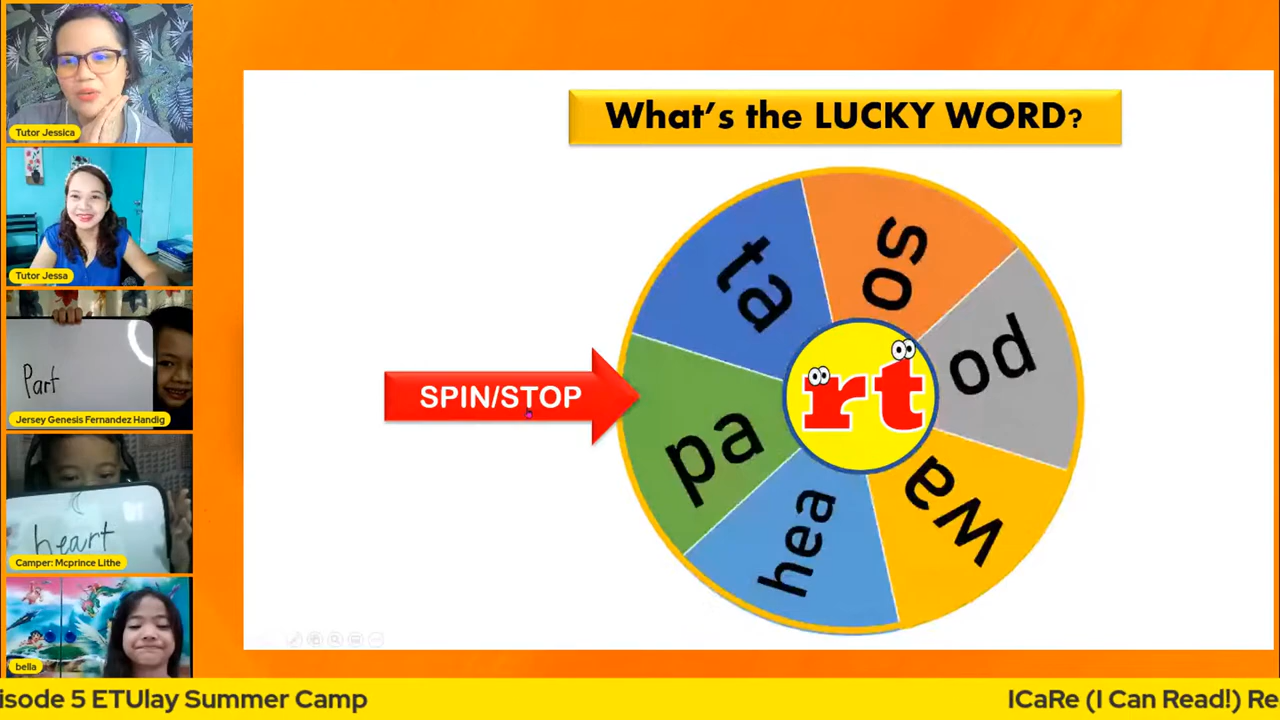 Tutor Jessica
Tutor Jessa
Part
Jersey Genesis Fernandez Handig
heart
Camper: Mcprince Lithe
bella
What's the LUCKY WORD?
SPIN/STOP
ta
so
od
wa
hea
pa
rt
isode 5 ETUlay Summer Camp
ICaRe (I Can Read!) Re